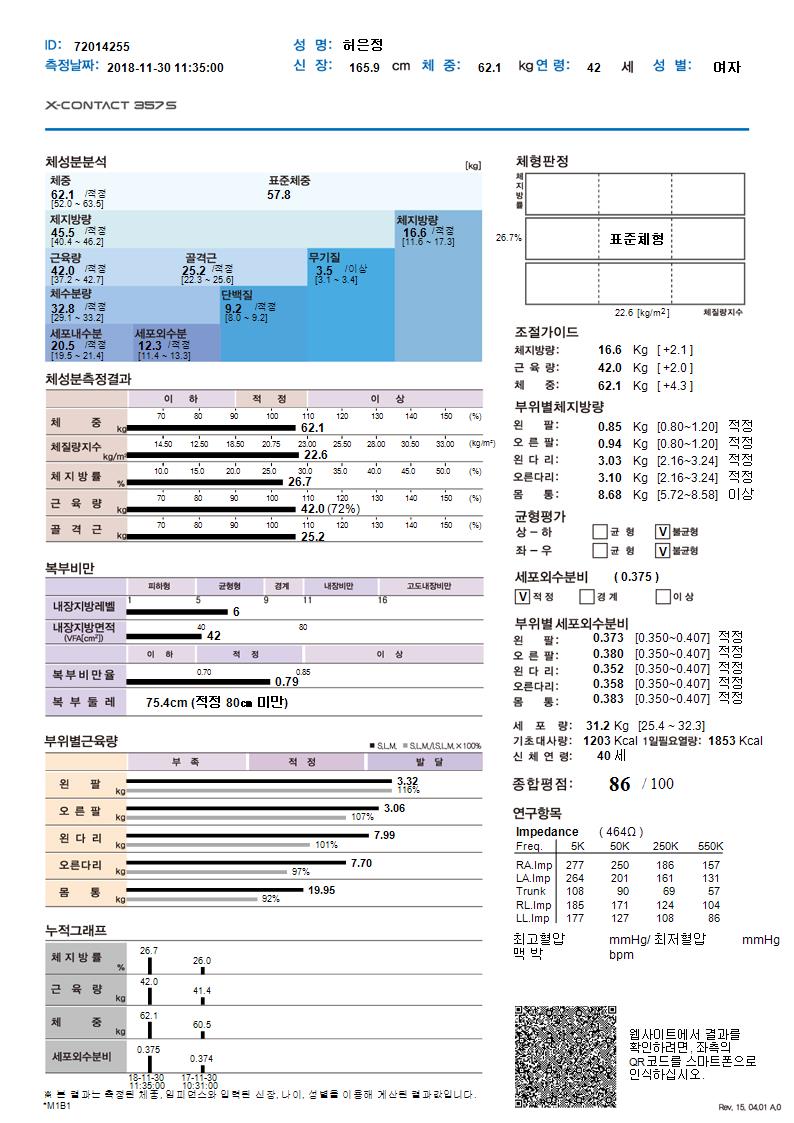 ID: 72014255 성 명: 허은정
측정날짜: 2018-11-30 11:35:00 신 장: 165.9 cm 체 중: 62.1 kg 연 령: 42 세 성 별: 여자
X-CONTACT 357S
체성분분석 [kg]
체중 표준체중
62.1 /적정 57.8
[52.0 ~ 63.5]
제지방량 체지방량
45.5 /적정 16.6 /적정
[40.4 ~ 46.2] [11.6 ~ 17.3]
근육량 골격근 무기질
42.0 /적정 25.2 /적정 3.5 /이상
[37.2 ~ 42.7] [22.3 ~ 25.6] [3.1 ~ 3.4]
체수분량 단백질
32.8 /적정 9.2 /적정
[29.1 ~ 33.2] [8.0 ~ 9.2]
세포내수분 세포외수분
20.5 /적정 12.3 /적정
[19.5 ~ 21.4] [11.4 ~ 13.3]
체성분측정결과
이 하 적 정 이 상
70 80 90 100 110 120 130 140 150 (%)
체 중 kg 62.1
14.50 12.50 18.50 20.75 23.00 25.50 28.00 30.50 33.00 (kg/m²)
체질량지수 kg/m² 22.6
10.0 15.0 20.0 25.0 30.0 35.0 40.0 45.0 50.0 (%)
체 지 방 률 % 26.7
70 80 90 100 110 120 130 140 150 (%)
근 육 량 kg 42.0 (72%)
70 80 90 100 110 120 130 140 150 (%)
골 격 근 kg 25.2
복부비만
피하형 균형형 경계 내장비만 고도내장비만
1 5 9 11 16
내장지방레벨 6
40 80
내장지방면적 (VFA[cm²]) 42
이 하 적 정 이 상
0.70 0.85
복부비만율 0.79
복 부 둘 레 75.4cm (적정 80㎝ 미만)
부위별근육량 ■ S.L.M. ■ S.L.M./I.S.L.M.×100%
부 족 적 정 발 달
왼 팔 kg 3.32
116%
오 른 팔 kg 3.06
107%
왼 다 리 kg 7.99
101%
오른다리 kg 7.70
97%
몸 통 kg 19.95
92%
누적그래프
체 지 방 률 % 26.7 26.0
근 육 량 kg 42.0 41.4
체 중 kg 62.1 60.5
세포외수분비 0.375 0.374
18-11-30 17-11-30
11:35:00 10:31:00
※ 본 결과는 측정된 체중, 임피던스와 입력된 신장, 나이, 성별을 이용해 계산된 결과값입니다.
*M1B1
체형판정
체지방률
26.7% 표준체형
22.6 [kg/m²] 체질량지수
조절가이드
체지방량: 16.6 Kg [ +2.1 ]
근 육 량: 42.0 Kg [ +2.0 ]
체 중: 62.1 Kg [ +4.3 ]
부위별체지방량
왼 팔: 0.85 Kg [0.80~1.20] 적정
오 른 팔: 0.94 Kg [0.80~1.20] 적정
왼 다 리: 3.03 Kg [2.16~3.24] 적정
오른다리: 3.10 Kg [2.16~3.24] 적정
몸 통: 8.68 Kg [5.72~8.58] 이상
균형평가
상 – 하 균 형 V 불균형
좌 – 우 균 형 V 불균형
세포외수분비 ( 0.375 )
V 적 정 경 계 이 상
부위별 세포외수분비
왼 팔: 0.373 [0.350~0.407] 적정
오 른 팔: 0.380 [0.350~0.407] 적정
왼 다 리: 0.352 [0.350~0.407] 적정
오른다리: 0.358 [0.350~0.407] 적정
몸 통: 0.383 [0.350~0.407] 적정
세 포 량: 31.2 Kg [25.4 ~ 32.3]
기초대사량: 1203 Kcal 1일필요열량: 1853 Kcal
신 체 연 령: 40 세
종합평점: 86 / 100
연구항목
Impedance ( 464Ω )
Freq. 5K 50K 250K 550K
RA.Imp 277 250 186 157
LA.Imp 264 201 161 131
Trunk 108 90 69 57
RL.Imp 185 171 124 104
LL.Imp 177 127 108 86
최고혈압 mmHg/ 최저혈압 mmHg
맥 박 bpm
웹사이트에서 결과를
확인하려면, 좌측의
QR코드를 스마트폰으로
인식하십시오.
Rev, 15, 04,01 A,0